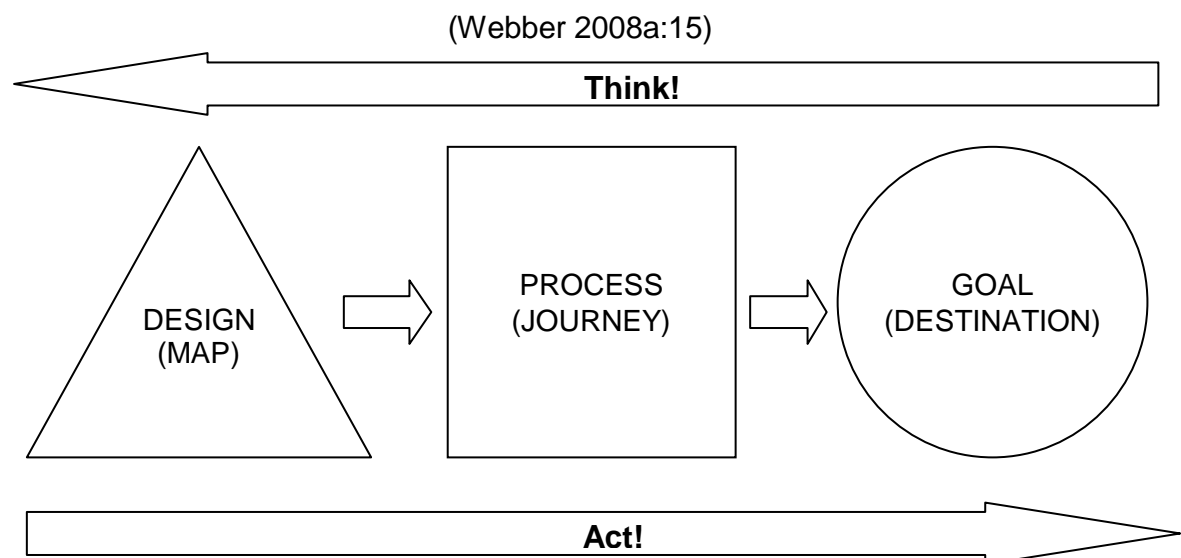 (Webber 2008a:15)
Think!
DESIGN
(MAP)
PROCESS
(JOURNEY)
GOAL
(DESTINATION)
Act!